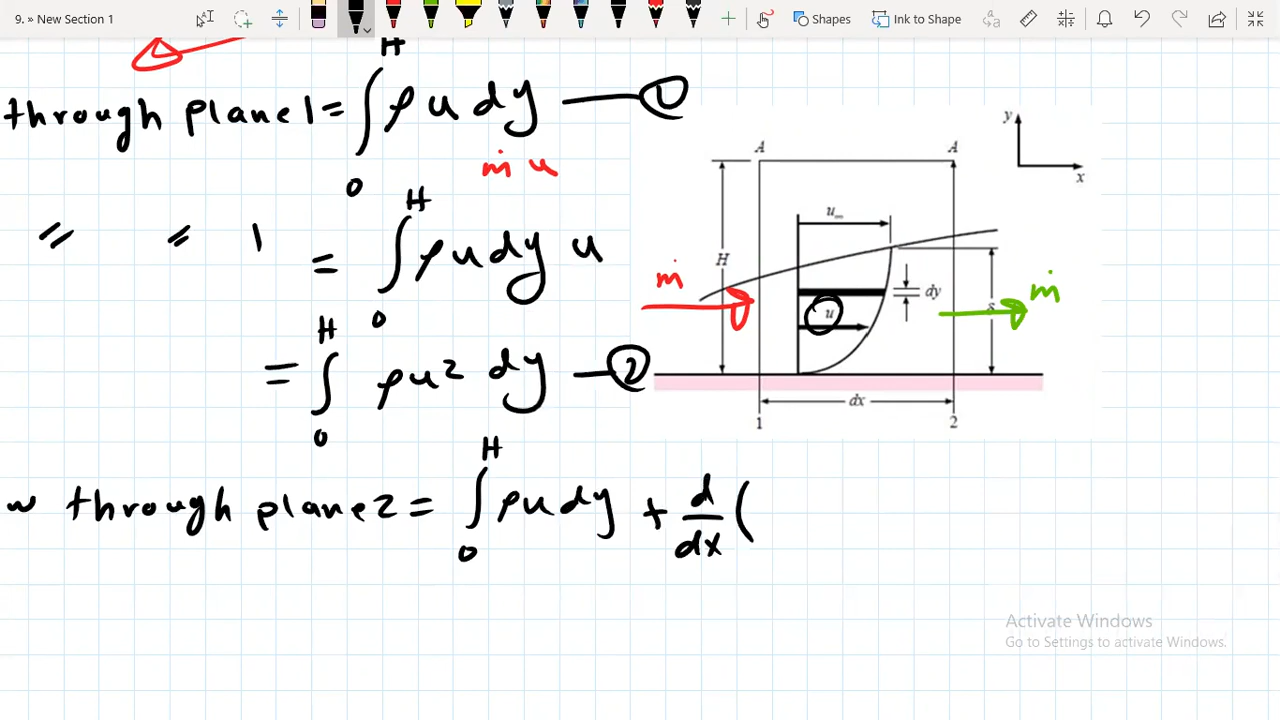 9. » New Section 1
Shapes
Ink to Shape
H
through plane 1 = ∫ ρ u dy — ①
0
ṁ u
H
〃 〃 1 = ∫ ρ u dy u
0
H
= ∫ ρ u² dy — ②
0
H
w through plane 2 = ∫ ρ u dy + d/dx (
0
y
x
A A
u∞
H
ṁ
dy
ṁ
u
δ
dx
1 2
Activate Windows
Go to Settings to activate Windows.